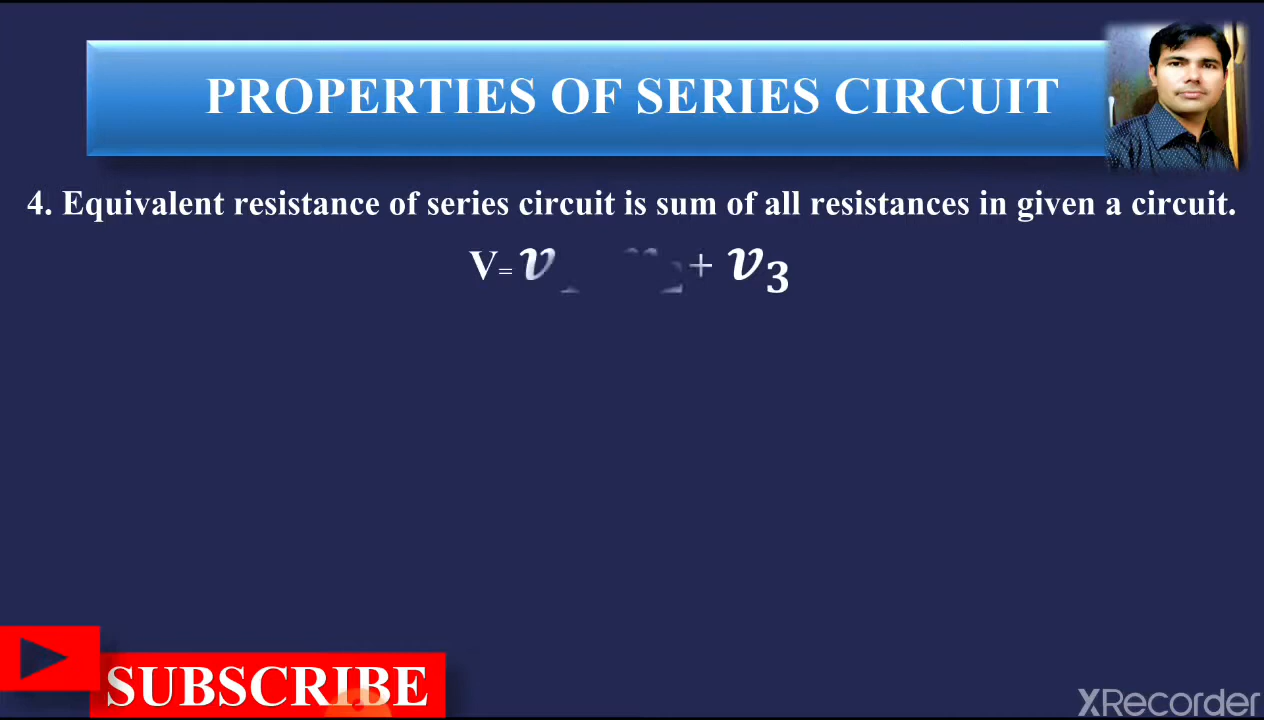 PROPERTIES OF SERIES CIRCUIT
4. Equivalent resistance of series circuit is sum of all resistances in given a circuit.
V= v + v₃
SUBSCRIBE
XRecorder